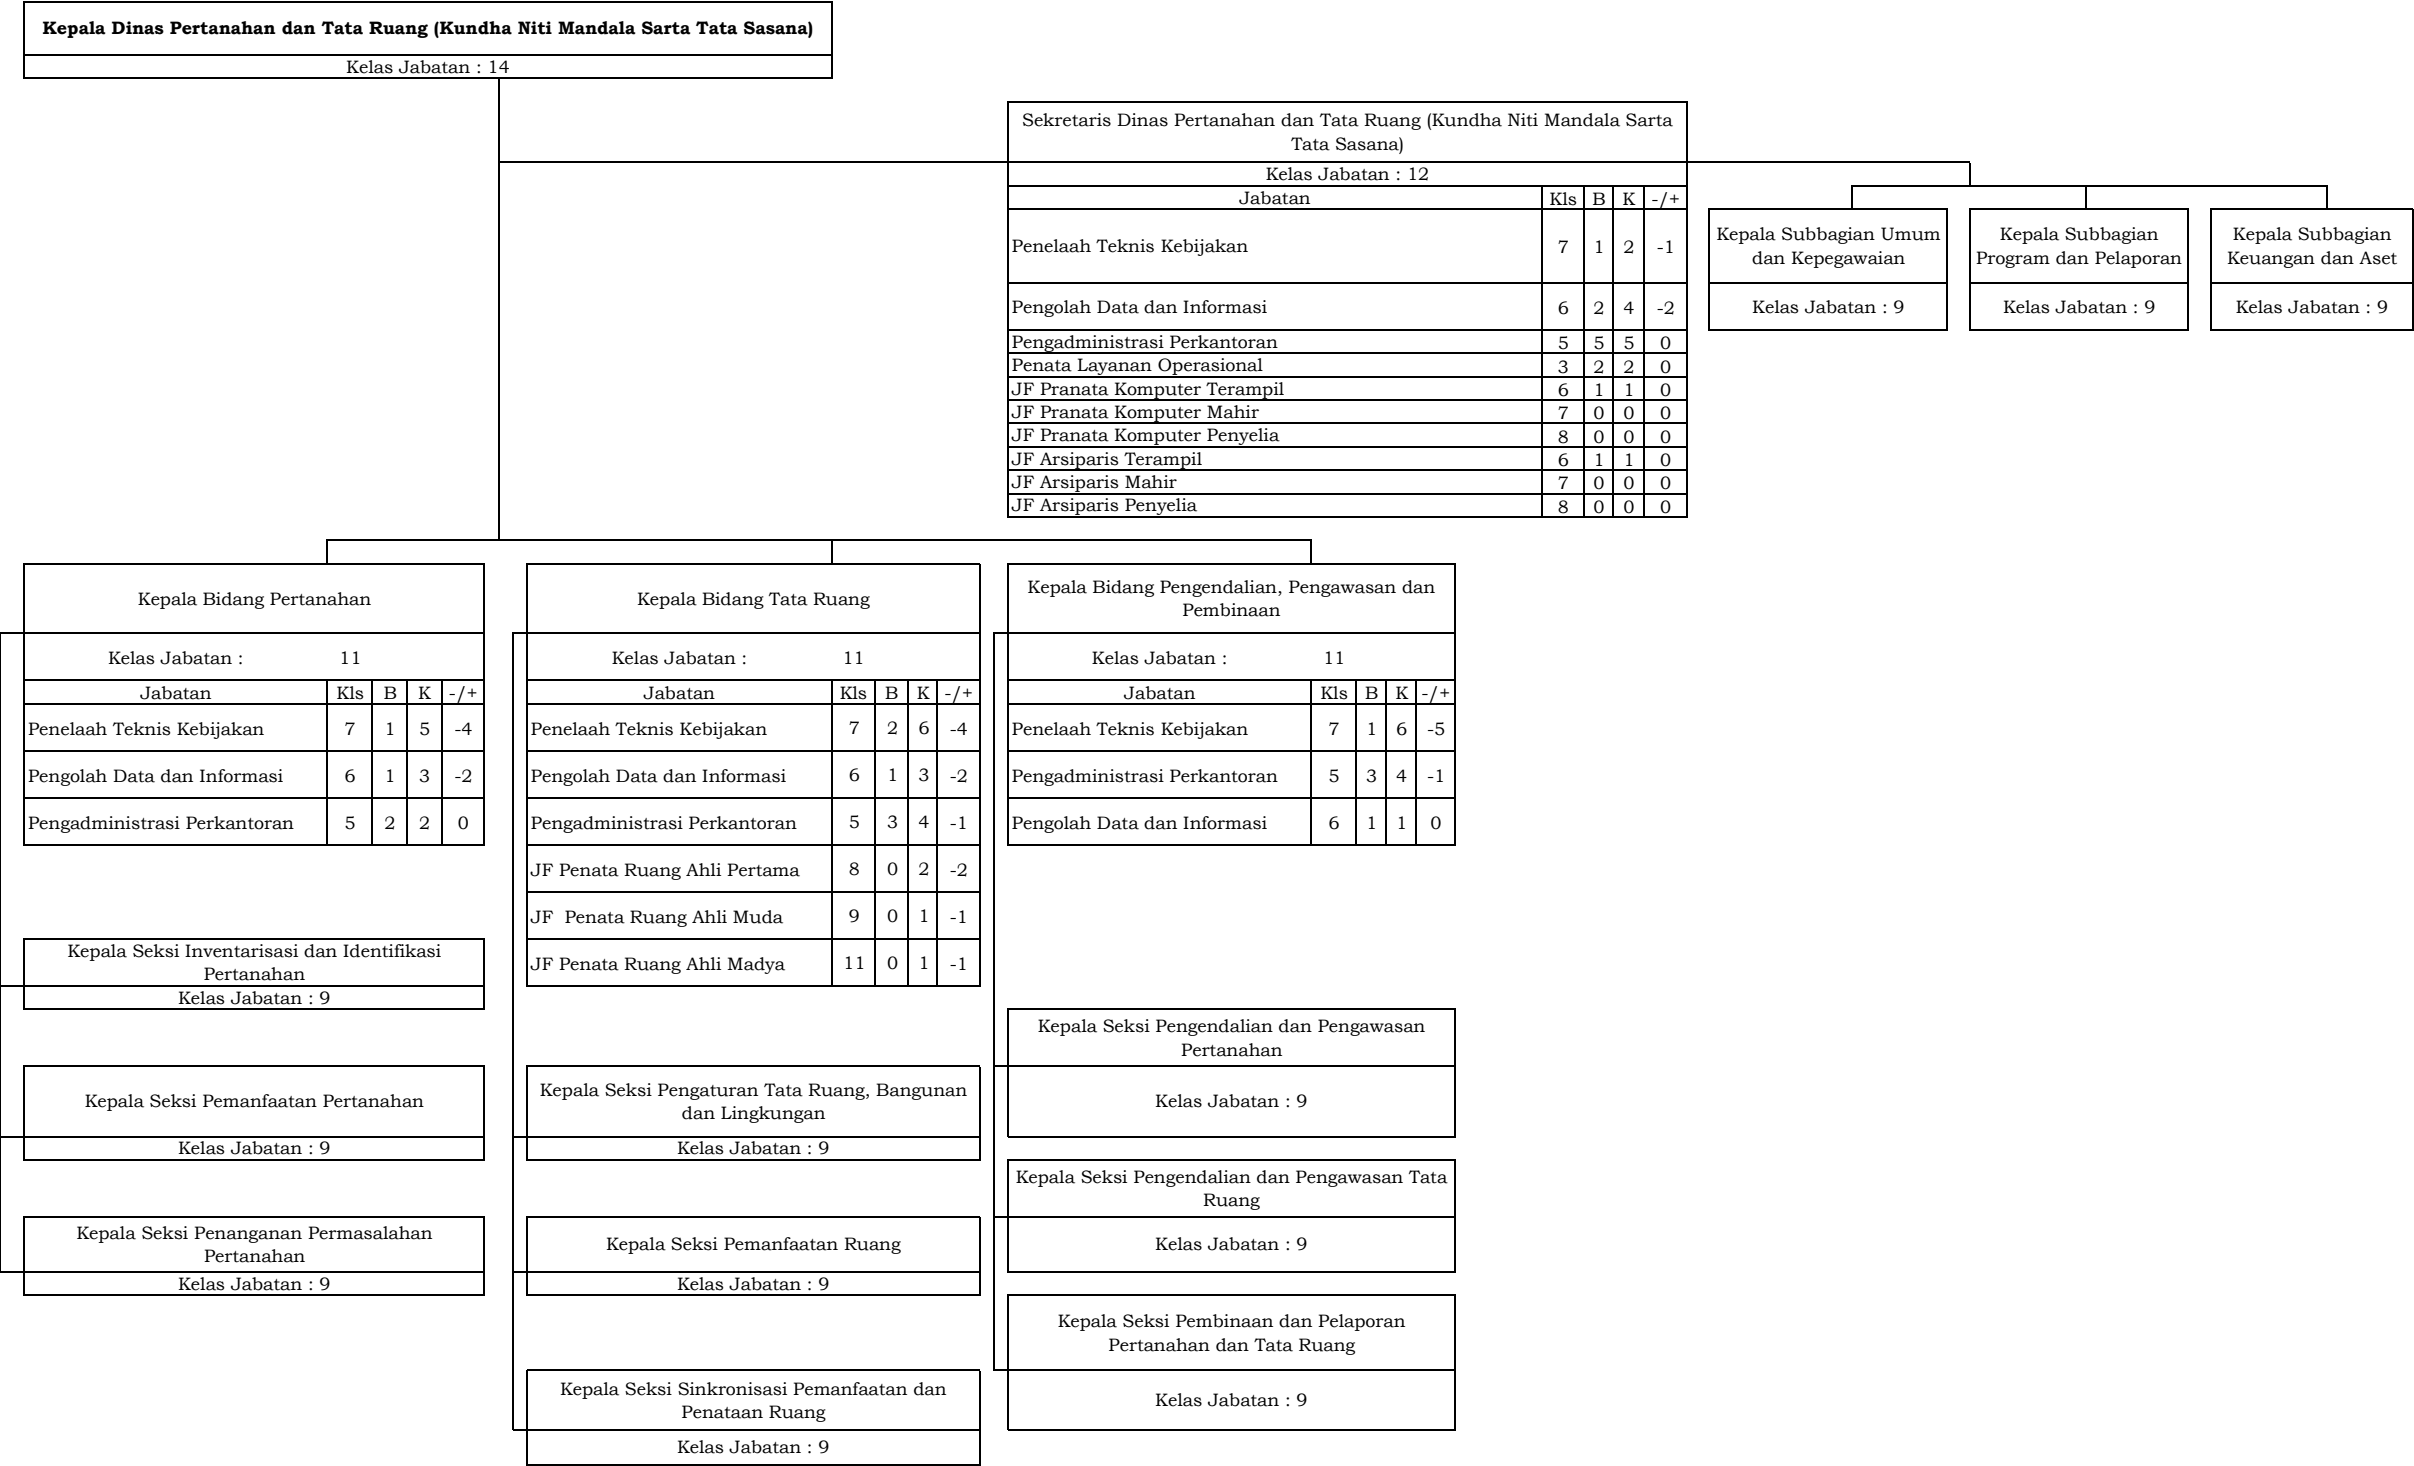 Kepala Dinas Pertanahan dan Tata Ruang (Kundha Niti Mandala Sarta Tata Sasana)
Kelas Jabatan : 14
Sekretaris Dinas Pertanahan dan Tata Ruang (Kundha Niti Mandala Sarta
Tata Sasana)
Kelas Jabatan : 12
Jabatan Kls B K -/+
Penelaah Teknis Kebijakan 7 1 2 -1
Pengolah Data dan Informasi 6 2 4 -2
Pengadministrasi Perkantoran 5 5 5 0
Penata Layanan Operasional 3 2 2 0
JF Pranata Komputer Terampil 6 1 1 0
JF Pranata Komputer Mahir 7 0 0 0
JF Pranata Komputer Penyelia 8 0 0 0
JF Arsiparis Terampil 6 1 1 0
JF Arsiparis Mahir 7 0 0 0
JF Arsiparis Penyelia 8 0 0 0
Kepala Subbagian Umum
dan Kepegawaian
Kelas Jabatan : 9
Kepala Subbagian
Program dan Pelaporan
Kelas Jabatan : 9
Kepala Subbagian
Keuangan dan Aset
Kelas Jabatan : 9
Kepala Bidang Pertanahan
Kelas Jabatan : 11
Jabatan Kls B K -/+
Penelaah Teknis Kebijakan 7 1 5 -4
Pengolah Data dan Informasi 6 1 3 -2
Pengadministrasi Perkantoran 5 2 2 0
Kepala Seksi Inventarisasi dan Identifikasi
Pertanahan
Kelas Jabatan : 9
Kepala Seksi Pemanfaatan Pertanahan
Kelas Jabatan : 9
Kepala Seksi Penanganan Permasalahan
Pertanahan
Kelas Jabatan : 9
Kepala Bidang Tata Ruang
Kelas Jabatan : 11
Jabatan Kls B K -/+
Penelaah Teknis Kebijakan 7 2 6 -4
Pengolah Data dan Informasi 6 1 3 -2
Pengadministrasi Perkantoran 5 3 4 -1
JF Penata Ruang Ahli Pertama 8 0 2 -2
JF  Penata Ruang Ahli Muda 9 0 1 -1
JF Penata Ruang Ahli Madya 11 0 1 -1
Kepala Seksi Pengaturan Tata Ruang, Bangunan
dan Lingkungan
Kelas Jabatan : 9
Kepala Seksi Pemanfaatan Ruang
Kelas Jabatan : 9
Kepala Seksi Sinkronisasi Pemanfaatan dan
Penataan Ruang
Kelas Jabatan : 9
Kepala Bidang Pengendalian, Pengawasan dan
Pembinaan
Kelas Jabatan : 11
Jabatan Kls B K -/+
Penelaah Teknis Kebijakan 7 1 6 -5
Pengadministrasi Perkantoran 5 3 4 -1
Pengolah Data dan Informasi 6 1 1 0
Kepala Seksi Pengendalian dan Pengawasan
Pertanahan
Kelas Jabatan : 9
Kepala Seksi Pengendalian dan Pengawasan Tata
Ruang
Kelas Jabatan : 9
Kepala Seksi Pembinaan dan Pelaporan
Pertanahan dan Tata Ruang
Kelas Jabatan : 9